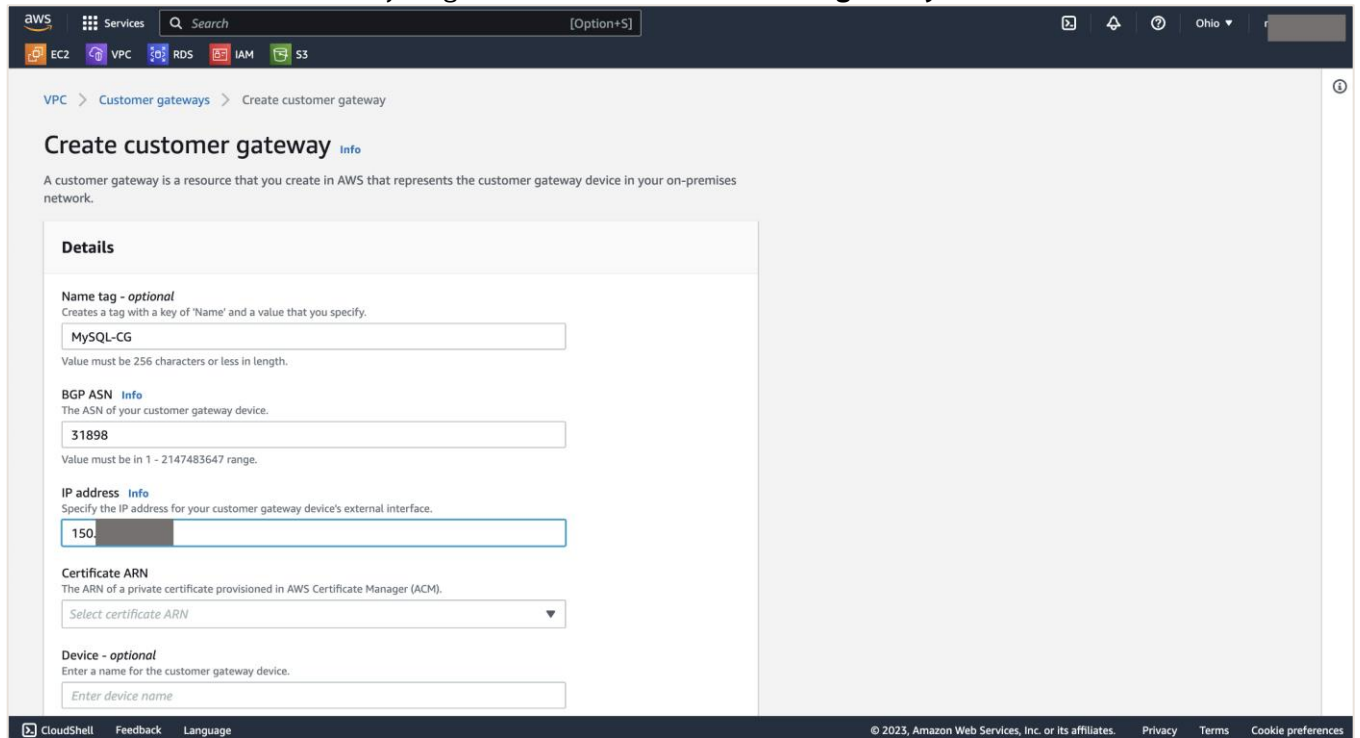 aws Services Search [Option+S] Ohio
EC2 VPC RDS IAM S3
VPC > Customer gateways > Create customer gateway
Create customer gateway Info
A customer gateway is a resource that you create in AWS that represents the customer gateway device in your on-premises
network.
Details
Name tag - optional
Creates a tag with a key of 'Name' and a value that you specify.
MySQL-CG
Value must be 256 characters or less in length.
BGP ASN Info
The ASN of your customer gateway device.
31898
Value must be in 1 - 2147483647 range.
IP address Info
Specify the IP address for your customer gateway device's external interface.
150.
Certificate ARN
The ARN of a private certificate provisioned in AWS Certificate Manager (ACM).
Select certificate ARN
Device - optional
Enter a name for the customer gateway device.
Enter device name
CloudShell Feedback Language © 2023, Amazon Web Services, Inc. or its affiliates. Privacy Terms Cookie preferences